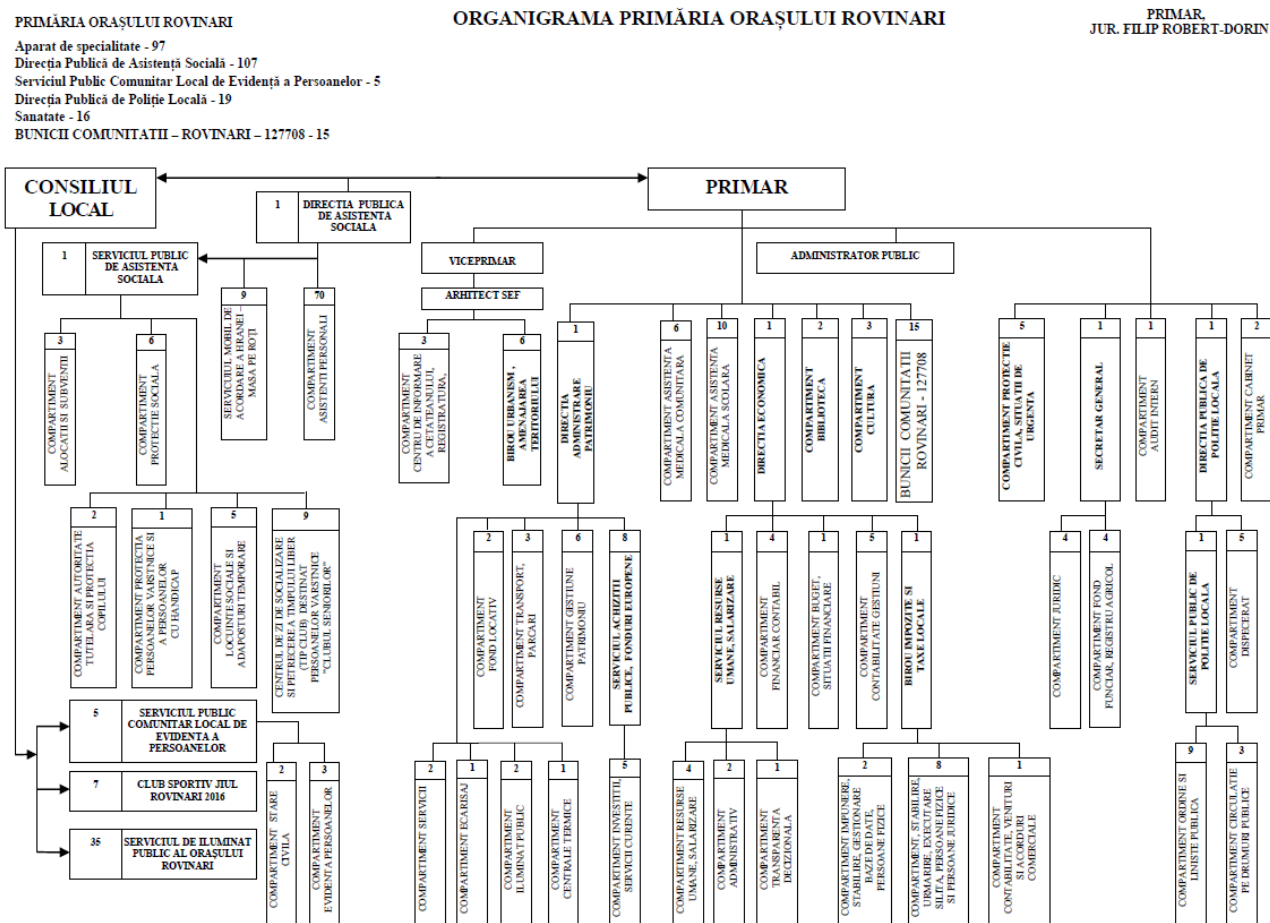 PRIMĂRIA ORAȘULUI ROVINARI
ORGANIGRAMA PRIMĂRIA ORAȘULUI ROVINARI
PRIMAR,
JUR. FILIP ROBERT-DORIN
Aparat de specialitate - 97
Direcția Publică de Asistență Socială - 107
Serviciul Public Comunitar Local de Evidență a Persoanelor - 5
Direcția Publică de Poliție Locală - 19
Sanatate - 16
BUNICII COMUNITATII – ROVINARI – 127708 - 15
CONSILIUL
LOCAL
PRIMAR
1
DIRECTIA PUBLICA
DE ASISTENTA
SOCIALA
1
SERVICIUL PUBLIC
DE ASISTENTA
SOCIALA
VICEPRIMAR
ADMINISTRATOR PUBLIC
ARHITECT SEF
9
SERVICIUL MOBIL DE
ACORDARE A HRANEI –
MASA PE ROȚI
70
COMPARTIMENT
ASISTENTI PERSONALI
3
COMPARTIMENT
ALOCATII SI SUBVENTII
6
COMPARTIMENT
PROTECTIE SOCIALA
3
COMPARTIMENT
CENTRU DE INFORMARE
A CETATEANULUI,
REGISTRATURA,
6
BIROU URBANISM ,
AMENAJAREA
TERITORIULUI
1
DIRECTIA
ADMINISTRARE
PATRIMONIU
6
COMPARTIMENT ASISTENTA
MEDICALA COMUNITARA
10
COMPARTIMENT ASISTENTA
MEDICALA SCOLARA
1
DIRECTIA ECONOMICA
2
COMPARTIMENT
BIBLIOTECA
3
COMPARTIMENT
CULTURA
15
BUNICII COMUNITATII
ROVINARI - 127708
5
COMPARTIMENT PROTECTIE
CIVILA, SITUATII DE
URGENTA
1
SECRETAR GENERAL
1
COMPARTIMENT
AUDIT INTERN
1
DIRECTIA PUBLICA DE
POLITIE LOCALA
2
COMPARTIMENT CABINET
PRIMAR
2
COMPARTIMENT AUTORITATE
TUTELARA SI PROTECTIA
COPILULUI
1
COMPARTIMENT PROTECTIA
PERSOANELOR VARSTNICE SI
A PERSOANELOR
CU HANDICAP
5
COMPARTIMENT
LOCUINTE SOCIALE SI
ADAPOSTURI TEMPORARE
9
CENTRUL DE ZI DE SOCIALIZARE
SI PETRECERE A TIMPULUI LIBER
(TIP CLUB) DESTINAT
PERSOANELOR VARSTNICE
"CLUBUL SENIORILOR"
2
COMPARTIMENT
FOND LOCATIV
3
COMPARTIMENT TRANSPORT,
PARCARI
6
COMPARTIMENT GESTIUNE
PATRIMONIU
8
SERVICIUL ACHIZITII
PUBLICE, FONDURI EUROPENE
1
SERVICIUL RESURSE
UMANE, SALARIZARE
4
COMPARTIMENT
FINANCIAR CONTABIL
1
COMPARTIMENT BUGET,
SITUATII FINANCIARE
5
COMPARTIMENT
CONTABILITATE GESTIUNI
1
BIROU IMPOZITE SI
TAXE LOCALE
4
COMPARTIMENT JURIDIC
4
COMPARTIMENT FOND
FUNCIAR, REGISTRU AGRICOL
1
SERVICIUL PUBLIC DE
POLITE LOCALA
5
COMPARTIMENT
DISPECERAT
5
SERVICIUL PUBLIC
COMUNITAR LOCAL DE
EVIDENTA A
PERSOANELOR
7
CLUB SPORTIV JIUL
ROVINARI 2016
35
SERVICIUL DE ILUMINAT
PUBLIC AL ORAȘULUI
ROVINARI
2
COMPARTIMENT STARE
CIVILA
3
COMPARTIMENT
EVIDENTA PERSOANELOR
2
COMPARTIMENT SERVICII
1
COMPARTIMENT ECARISAJ
2
COMPARTIMENT
ILUMINAT PUBLIC
1
COMPARTIMENT
CENTRALE TERMICE
5
COMPARTIMENT INVESTITII,
SERVICII CURENTE
4
COMPARTIMENT RESURSE
UMANE, SALARIZARE
2
COMPARTIMENT
ADMINISTRATIV
1
COMPARTIMENT
TRANSPARENTA
DECIZIONALA
2
COMPARTIMENT IMPUNERE,
STABILIRE, GESTIONARE
BAZE DE DATE,
PERSOANE FIZICE
8
COMPARTIMENT, STABILIRE,
URMARIRE, EXECUTARE
SILITA, PERSOANE FIZICE
SI PERSOANE JURIDICE
1
COMPARTIMENT
CONTABILITATE, VENITURI
SI ACORDURI
COMERCIALE
9
COMPARTIMENT ORDINE SI
LINISTE PUBLICA
3
COMPARTIMENT CIRCULATIE
PE DRUMURI PUBLICE